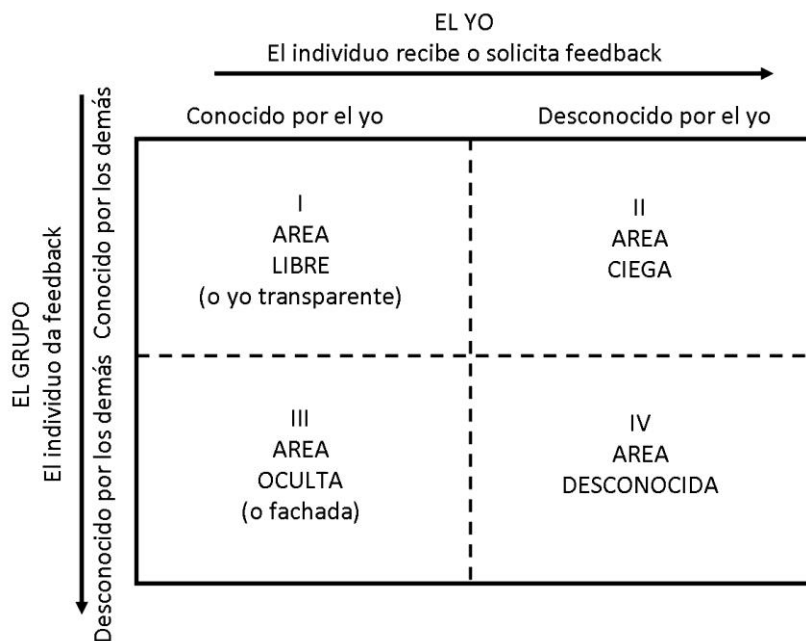 EL YO
El individuo recibe o solicita feedback
Conocido por el yo
Desconocido por el yo
EL GRUPO
El individuo da feedback
Conocido por los demás
Desconocido por los demás
I
AREA
LIBRE
(o yo transparente)
II
AREA
CIEGA
III
AREA
OCULTA
(o fachada)
IV
AREA
DESCONOCIDA